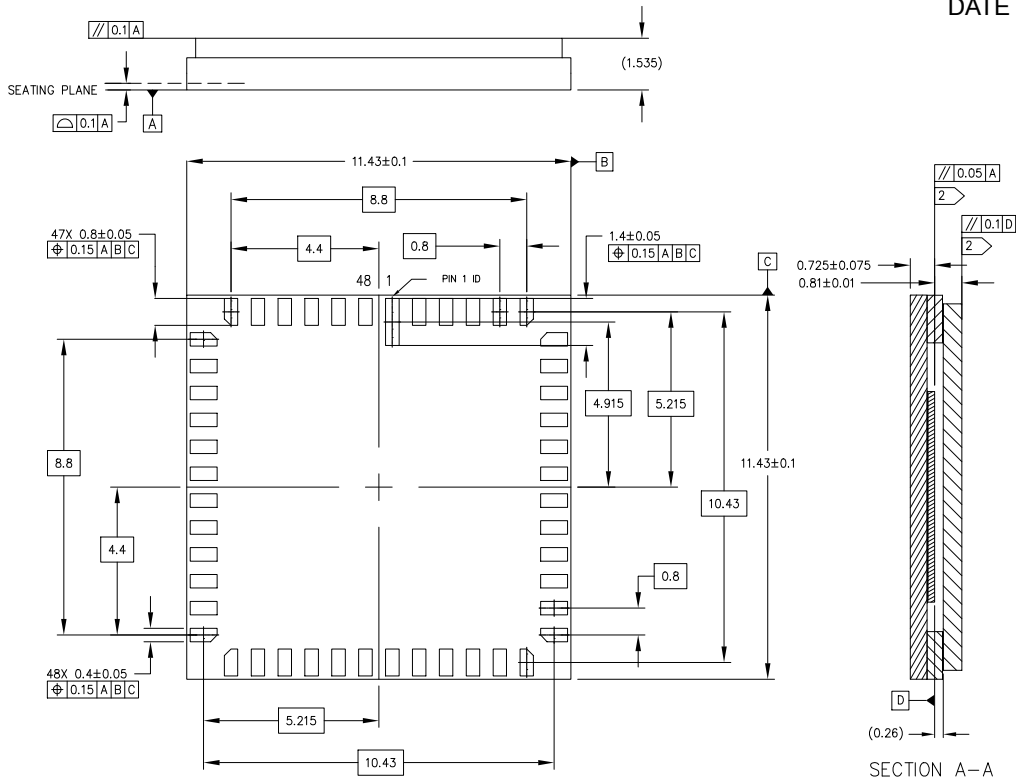 DATE
// 0.1 A
(1.535)
SEATING PLANE
⌓ 0.1 A
A
11.43±0.1
B
8.8
// 0.05 A
2
// 0.1 D
2
47X 0.8±0.05
⌖ 0.15 A B C
4.4
0.8
1.4±0.05
⌖ 0.15 A B C
C
0.725±0.075
0.81±0.01
48 1
PIN 1 ID
4.915
5.215
8.8
11.43±0.1
10.43
4.4
0.8
48X 0.4±0.05
⌖ 0.15 A B C
5.215
10.43
D
(0.26)
SECTION A-A